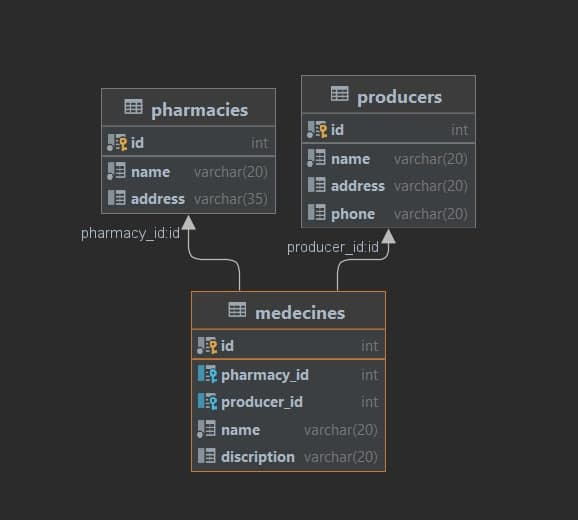 pharmacies
id int
name varchar(20)
address varchar(35)
producers
id int
name varchar(20)
address varchar(20)
phone varchar(20)
pharmacy_id:id
producer_id:id
medecines
id int
pharmacy_id int
producer_id int
name varchar(20)
discription varchar(20)